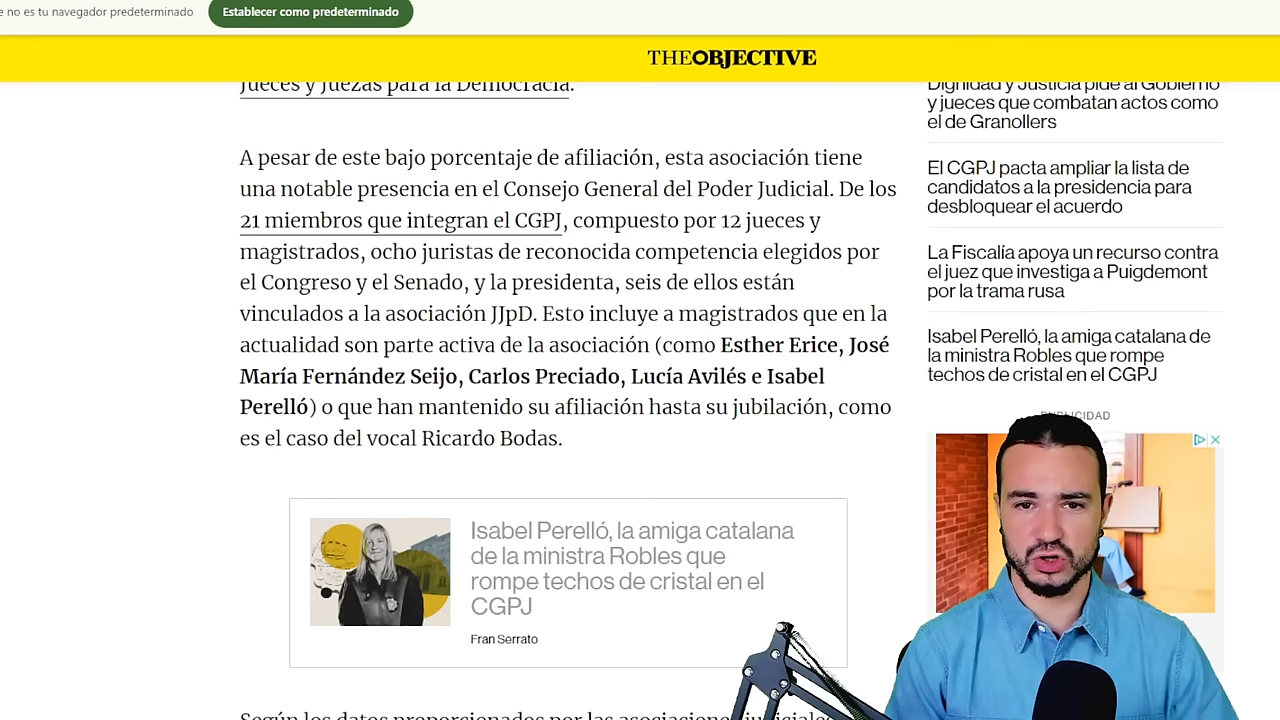 e no es tu navegador predeterminado
Establecer como predeterminado
THEOBJECTIVE
Jueces y Juezas para la Democracia.
A pesar de este bajo porcentaje de afiliación, esta asociación tiene
una notable presencia en el Consejo General del Poder Judicial. De los
21 miembros que integran el CGPJ, compuesto por 12 jueces y
magistrados, ocho juristas de reconocida competencia elegidos por
el Congreso y el Senado, y la presidenta, seis de ellos están
vinculados a la asociación JJpD. Esto incluye a magistrados que en la
actualidad son parte activa de la asociación (como Esther Erice, José
María Fernández Seijo, Carlos Preciado, Lucía Avilés e Isabel
Perelló) o que han mantenido su afiliación hasta su jubilación, como
es el caso del vocal Ricardo Bodas.
Isabel Perelló, la amiga catalana
de la ministra Robles que
rompe techos de cristal en el
CGPJ
Fran Serrato
Según los datos proporcionados por las asociaciones judiciales
Dignidad y Justicia pide al Gobierno
y jueces que combatan actos como
el de Granollers
El CGPJ pacta ampliar la lista de
candidatos a la presidencia para
desbloquear el acuerdo
La Fiscalía apoya un recurso contra
el juez que investiga a Puigdemont
por la trama rusa
Isabel Perelló, la amiga catalana de
la ministra Robles que rompe
techos de cristal en el CGPJ
PUBLICIDAD